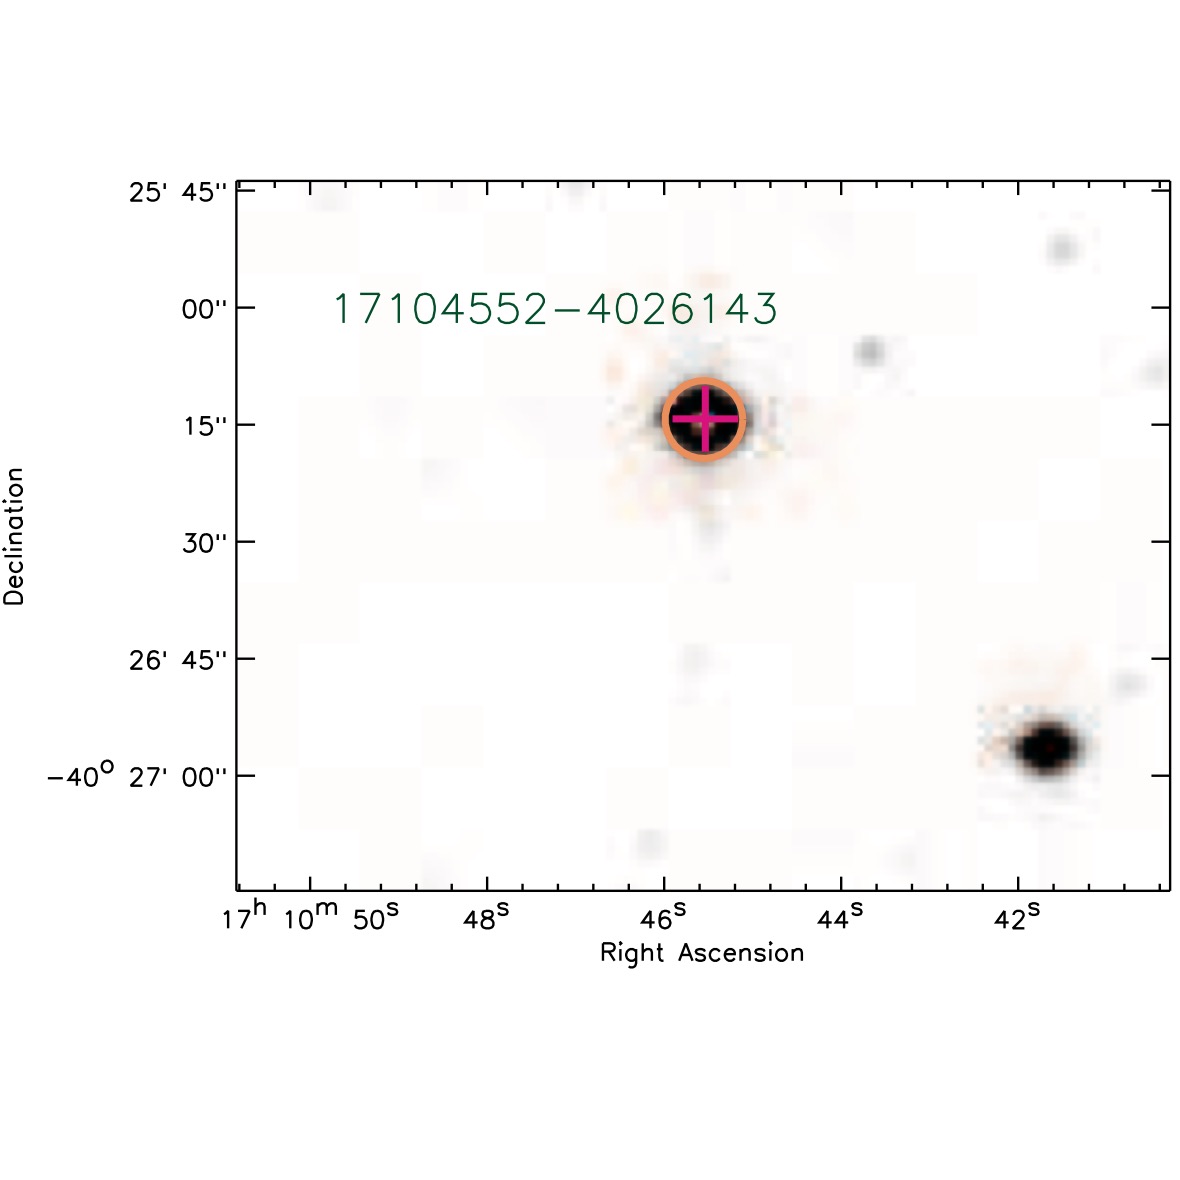 25' 45"
17104552-4026143
00"
15"
30"
26' 45"
-40° 27' 00"
Declination
17h 10m 50s 48s 46s 44s 42s
Right Ascension